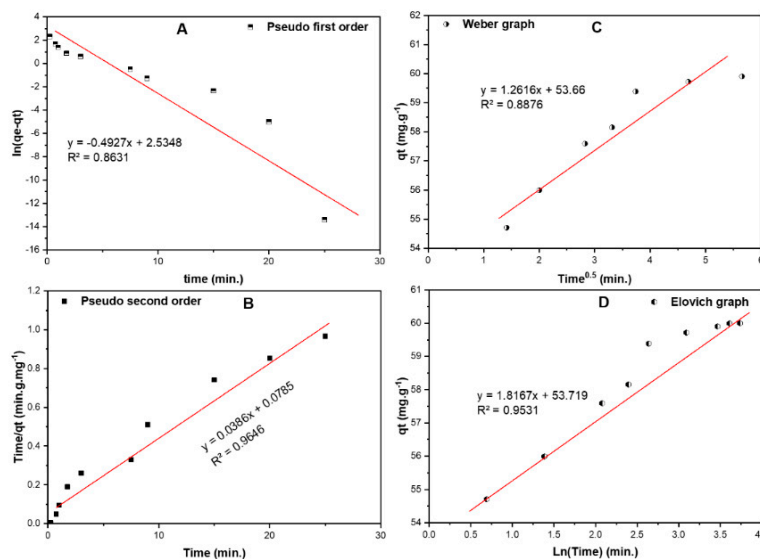 A
Pseudo first order
4
2
0
-2
-4
-6
-8
-10
-12
-14
-16
ln(qe-qt)
y = -0.4927x + 2.5348
R² = 0.8631
0
10
20
30
time (min.)
Weber graph
C
61
60
59
58
57
56
55
54
qt (mg.g⁻¹)
y = 1.2616x + 53.66
R² = 0.8876
1
2
3
4
5
6
Time⁰·⁵ (min.)
Pseudo second order
B
1.2
1.0
0.8
0.6
0.4
0.2
0.0
Time/qt (min.g.mg⁻¹)
y = 0.0386x + 0.0785
R² = 0.9646
0
10
20
30
Time (min.)
D
Elovich graph
61
60
59
58
57
56
55
54
qt (mg.g⁻¹)
y = 1.8167x + 53.719
R² = 0.9531
0.0
0.5
1.0
1.5
2.0
2.5
3.0
3.5
4.0
Ln(Time) (min.)